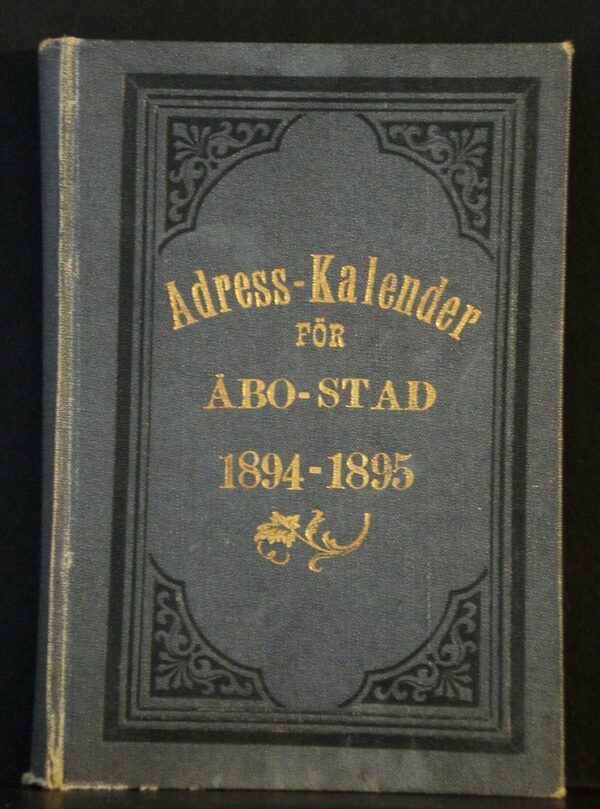 Adress-Kalender
FÖR
ÅBO-STAD
1894-1895